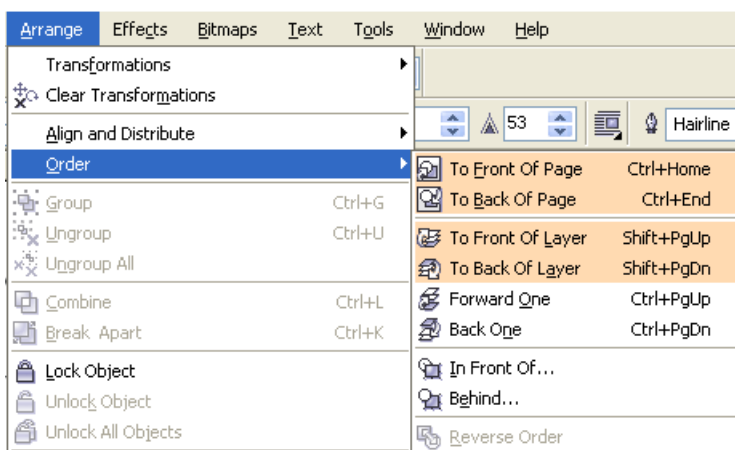 Arrange Effects Bitmaps Text Tools Window Help
Transformations
Clear Transformations
53 Hairline
Align and Distribute
Order
To Front Of Page Ctrl+Home
To Back Of Page Ctrl+End
Group Ctrl+G
Ungroup Ctrl+U
Ungroup All
To Front Of Layer Shift+PgUp
To Back Of Layer Shift+PgDn
Forward One Ctrl+PgUp
Back One Ctrl+PgDn
Combine Ctrl+L
Break Apart Ctrl+K
Lock Object
Unlock Object
Unlock All Objects
In Front Of...
Behind...
Reverse Order